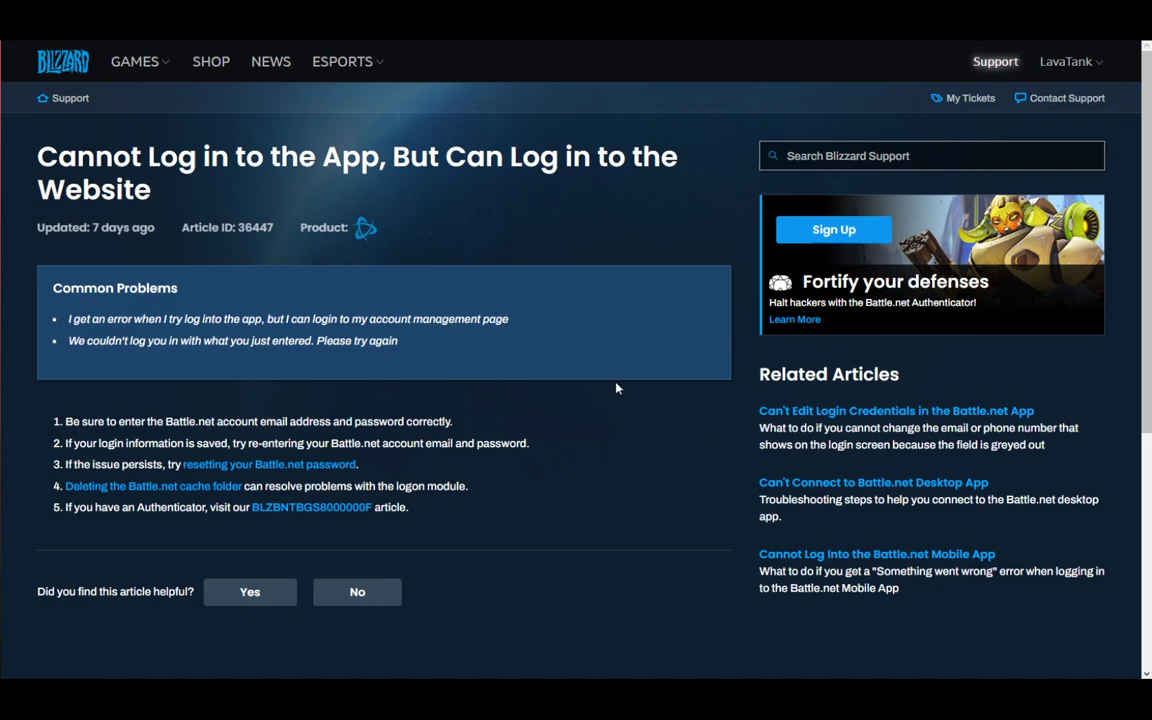 BLIZZARD GAMES SHOP NEWS ESPORTS Support LavaTank
Support My Tickets Contact Support
Cannot Log in to the App, But Can Log in to the
Website
Updated: 7 days ago Article ID: 36447 Product:
Common Problems
• I get an error when I try log into the app, but I can login to my account management page
• We couldn't log you in with what you just entered. Please try again
1. Be sure to enter the Battle.net account email address and password correctly.
2. If your login information is saved, try re-entering your Battle.net account email and password.
3. If the issue persists, try resetting your Battle.net password.
4. Deleting the Battle.net cache folder can resolve problems with the logon module.
5. If you have an Authenticator, visit our BLZBNTBGS8000000F article.
Did you find this article helpful? Yes No
Search Blizzard Support
Sign Up
Fortify your defenses
Halt hackers with the Battle.net Authenticator!
Learn More
Related Articles
Can't Edit Login Credentials in the Battle.net App
What to do if you cannot change the email or phone number that
shows on the login screen because the field is greyed out
Can't Connect to Battle.net Desktop App
Troubleshooting steps to help you connect to the Battle.net desktop
app.
Cannot Log Into the Battle.net Mobile App
What to do if you get a "Something went wrong" error when logging in
to the Battle.net Mobile App